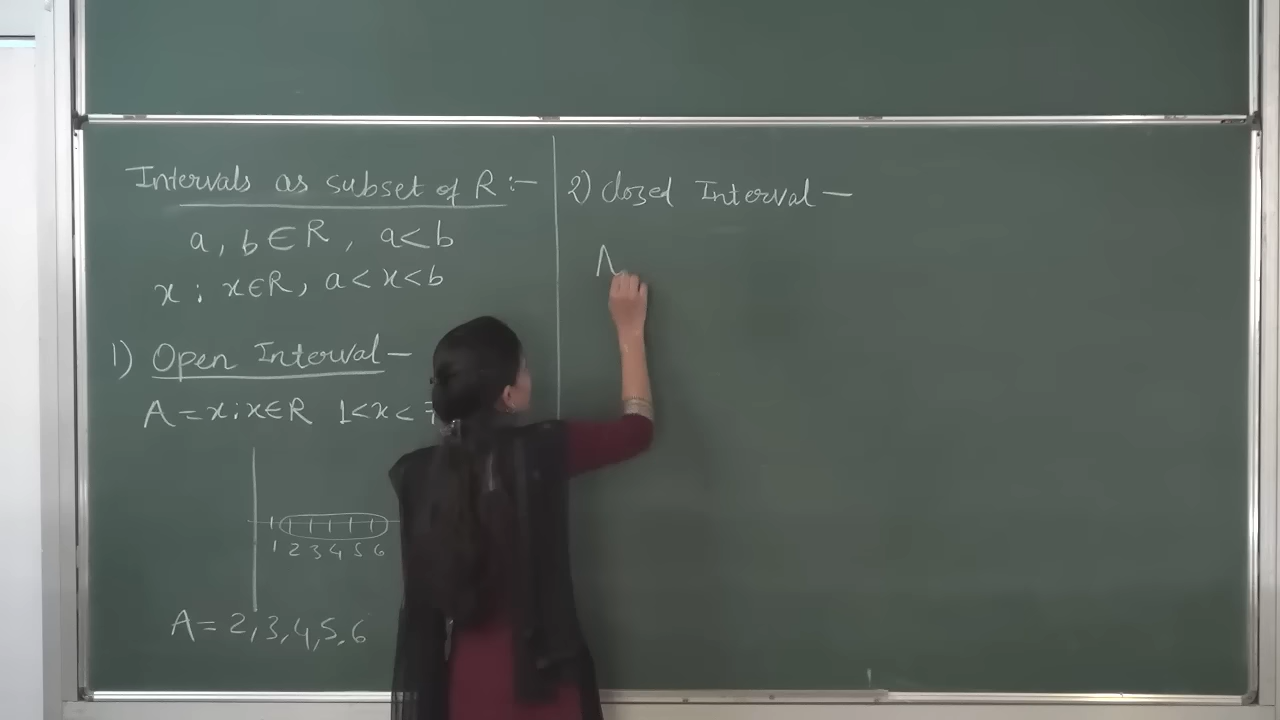 Intervals as subset of R :-
a, b ∈ R, a < b
x : x ∈ R, a < x < b
1) Open Interval -
A = x : x ∈ R 1 < x < 7
1 2 3 4 5 6
A = 2, 3, 4, 5, 6
2) Closed Interval -
A